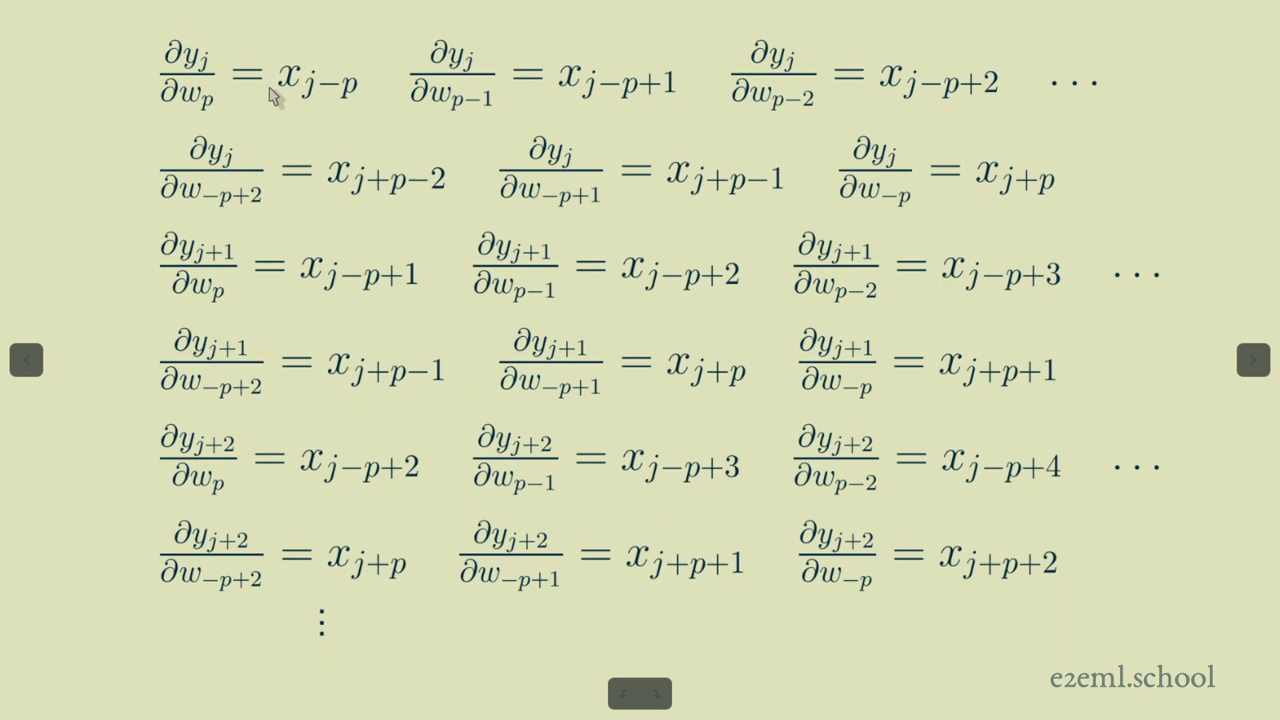 ∂y_j/∂w_p = x_{j−p} ∂y_j/∂w_{p−1} = x_{j−p+1} ∂y_j/∂w_{p−2} = x_{j−p+2} ...
∂y_j/∂w_{−p+2} = x_{j+p−2} ∂y_j/∂w_{−p+1} = x_{j+p−1} ∂y_j/∂w_{−p} = x_{j+p}
∂y_{j+1}/∂w_p = x_{j−p+1} ∂y_{j+1}/∂w_{p−1} = x_{j−p+2} ∂y_{j+1}/∂w_{p−2} = x_{j−p+3} ...
∂y_{j+1}/∂w_{−p+2} = x_{j+p−1} ∂y_{j+1}/∂w_{−p+1} = x_{j+p} ∂y_{j+1}/∂w_{−p} = x_{j+p+1}
∂y_{j+2}/∂w_p = x_{j−p+2} ∂y_{j+2}/∂w_{p−1} = x_{j−p+3} ∂y_{j+2}/∂w_{p−2} = x_{j−p+4} ...
∂y_{j+2}/∂w_{−p+2} = x_{j+p} ∂y_{j+2}/∂w_{−p+1} = x_{j+p+1} ∂y_{j+2}/∂w_{−p} = x_{j+p+2}
⋮
e2eml.school